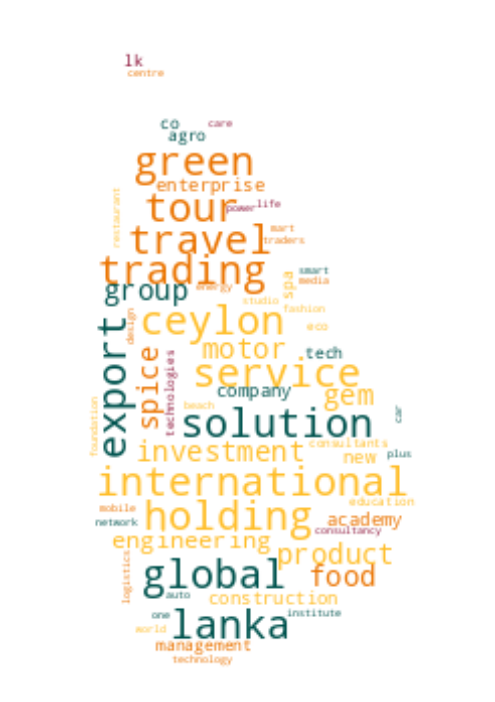 lk
centre
co
care
agro
green
enterprise
restaurant
tour
power
life
travel
mart
traders
trading
energy
smart
media
spa
group
studio
fashion
ceylon
design
eco
export
motor
tech
spice
technologies
service
company
gem
beach
foundation
solution
car
investment
consultants
new
plus
international
education
mobile
holding
network
academy
consultancy
engineering
product
logistics
global
food
auto
construction
one
lanka
institute
world
management
technology